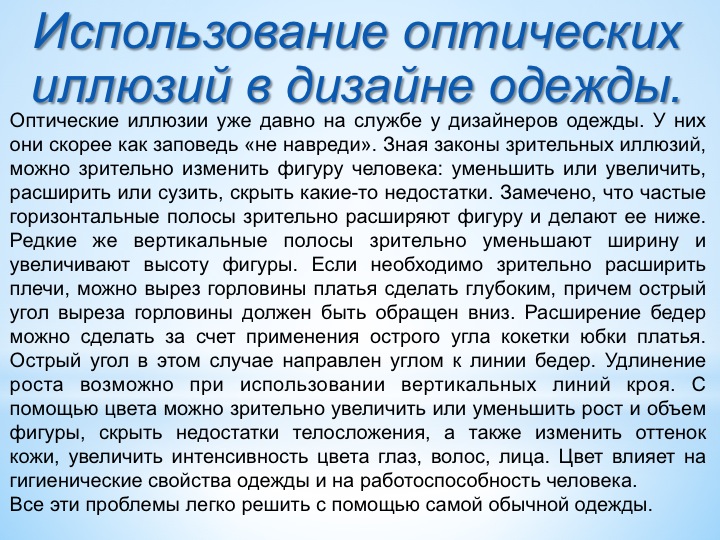 Использование оптических
иллюзий в дизайне одежды.
Оптические иллюзии уже давно на службе у дизайнеров одежды. У них
они скорее как заповедь «не навреди». Зная законы зрительных иллюзий,
можно зрительно изменить фигуру человека: уменьшить или увеличить,
расширить или сузить, скрыть какие-то недостатки. Замечено, что частые
горизонтальные полосы зрительно расширяют фигуру и делают ее ниже.
Редкие же вертикальные полосы зрительно уменьшают ширину и
увеличивают высоту фигуры. Если необходимо зрительно расширить
плечи, можно вырез горловины платья сделать глубоким, причем острый
угол выреза горловины должен быть обращен вниз. Расширение бедер
можно сделать за счет применения острого угла кокетки юбки платья.
Острый угол в этом случае направлен углом к линии бедер. Удлинение
роста возможно при использовании вертикальных линий кроя. С
помощью цвета можно зрительно увеличить или уменьшить рост и объем
фигуры, скрыть недостатки телосложения, а также изменить оттенок
кожи, увеличить интенсивность цвета глаз, волос, лица. Цвет влияет на
гигиенические свойства одежды и на работоспособность человека.
Все эти проблемы легко решить с помощью самой обычной одежды.